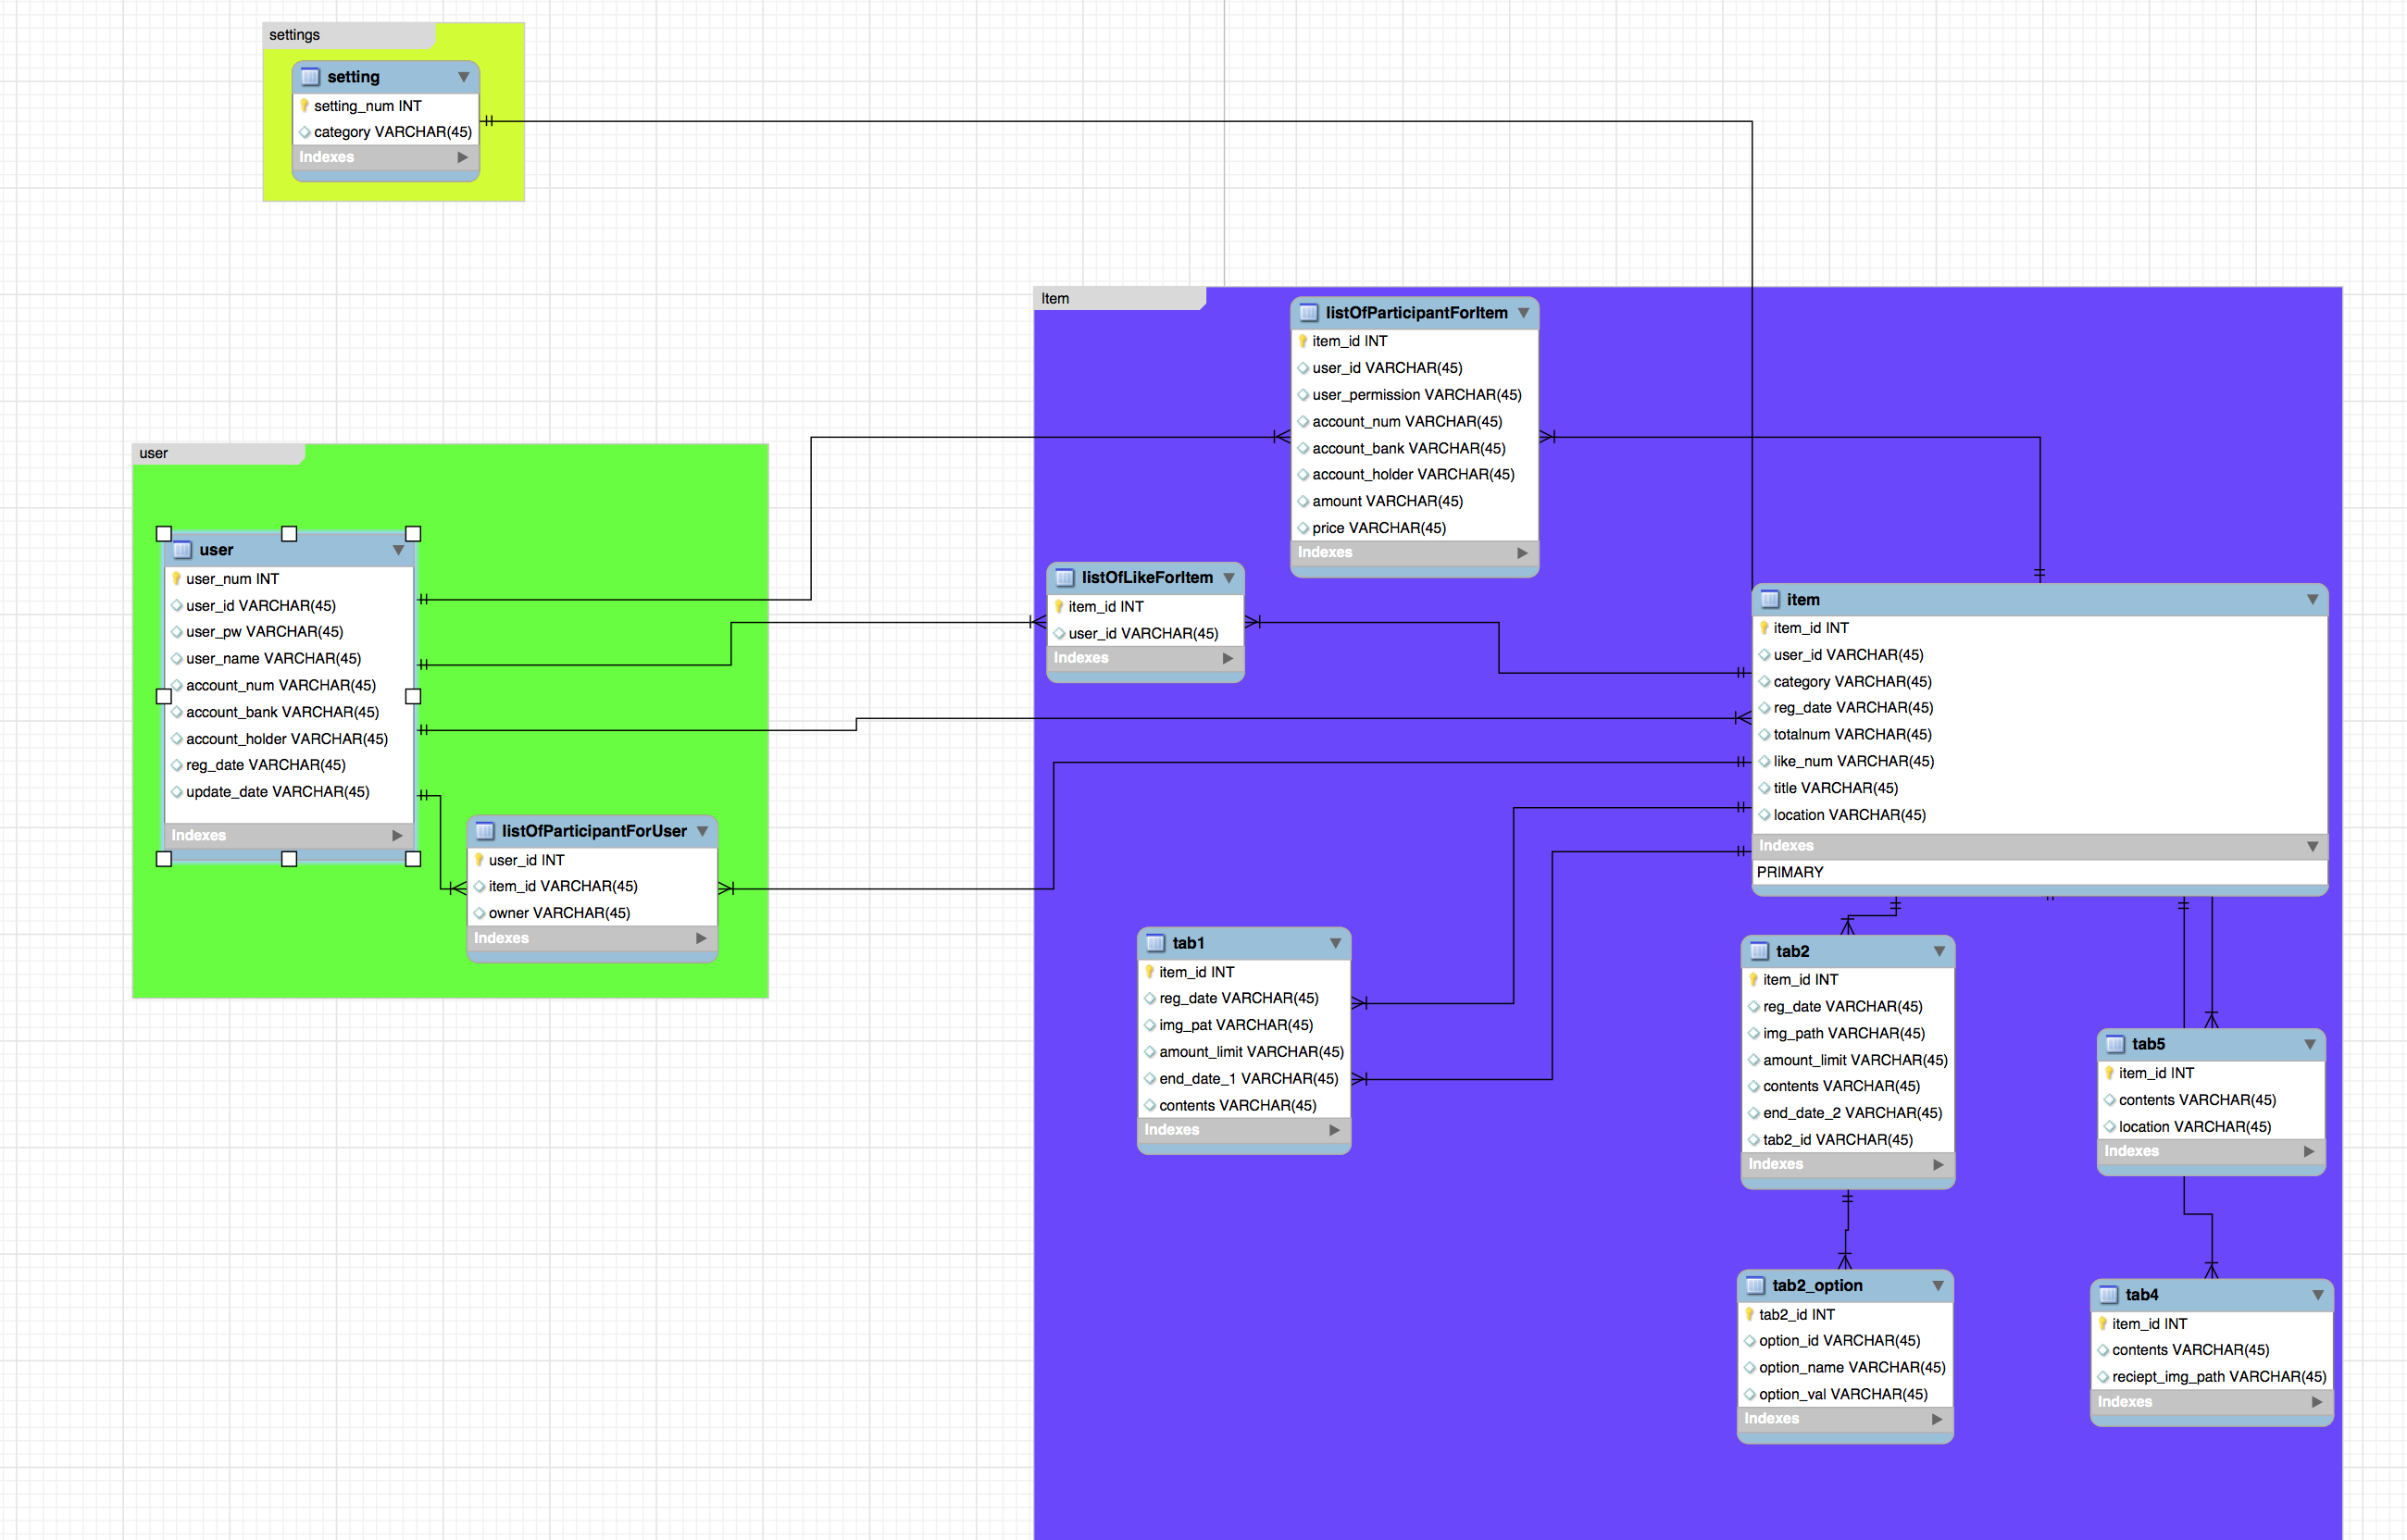 settings
setting
setting_num INT
category VARCHAR(45)
Indexes
Item
listOfParticipantForItem
item_id INT
user_id VARCHAR(45)
user_permission VARCHAR(45)
account_num VARCHAR(45)
account_bank VARCHAR(45)
account_holder VARCHAR(45)
amount VARCHAR(45)
price VARCHAR(45)
Indexes
user
user
user_num INT
user_id VARCHAR(45)
user_pw VARCHAR(45)
user_name VARCHAR(45)
account_num VARCHAR(45)
account_bank VARCHAR(45)
account_holder VARCHAR(45)
reg_date VARCHAR(45)
update_date VARCHAR(45)
Indexes
listOfLikeForItem
item_id INT
user_id VARCHAR(45)
Indexes
item
item_id INT
user_id VARCHAR(45)
category VARCHAR(45)
reg_date VARCHAR(45)
totalnum VARCHAR(45)
like_num VARCHAR(45)
title VARCHAR(45)
location VARCHAR(45)
Indexes
PRIMARY
listOfParticipantForUser
user_id INT
item_id VARCHAR(45)
owner VARCHAR(45)
Indexes
tab1
item_id INT
reg_date VARCHAR(45)
img_pat VARCHAR(45)
amount_limit VARCHAR(45)
end_date_1 VARCHAR(45)
contents VARCHAR(45)
Indexes
tab2
item_id INT
reg_date VARCHAR(45)
img_path VARCHAR(45)
amount_limit VARCHAR(45)
contents VARCHAR(45)
end_date_2 VARCHAR(45)
tab2_id VARCHAR(45)
Indexes
tab5
item_id INT
contents VARCHAR(45)
location VARCHAR(45)
Indexes
tab2_option
tab2_id INT
option_id VARCHAR(45)
option_name VARCHAR(45)
option_val VARCHAR(45)
Indexes
tab4
item_id INT
contents VARCHAR(45)
reciept_img_path VARCHAR(45)
Indexes